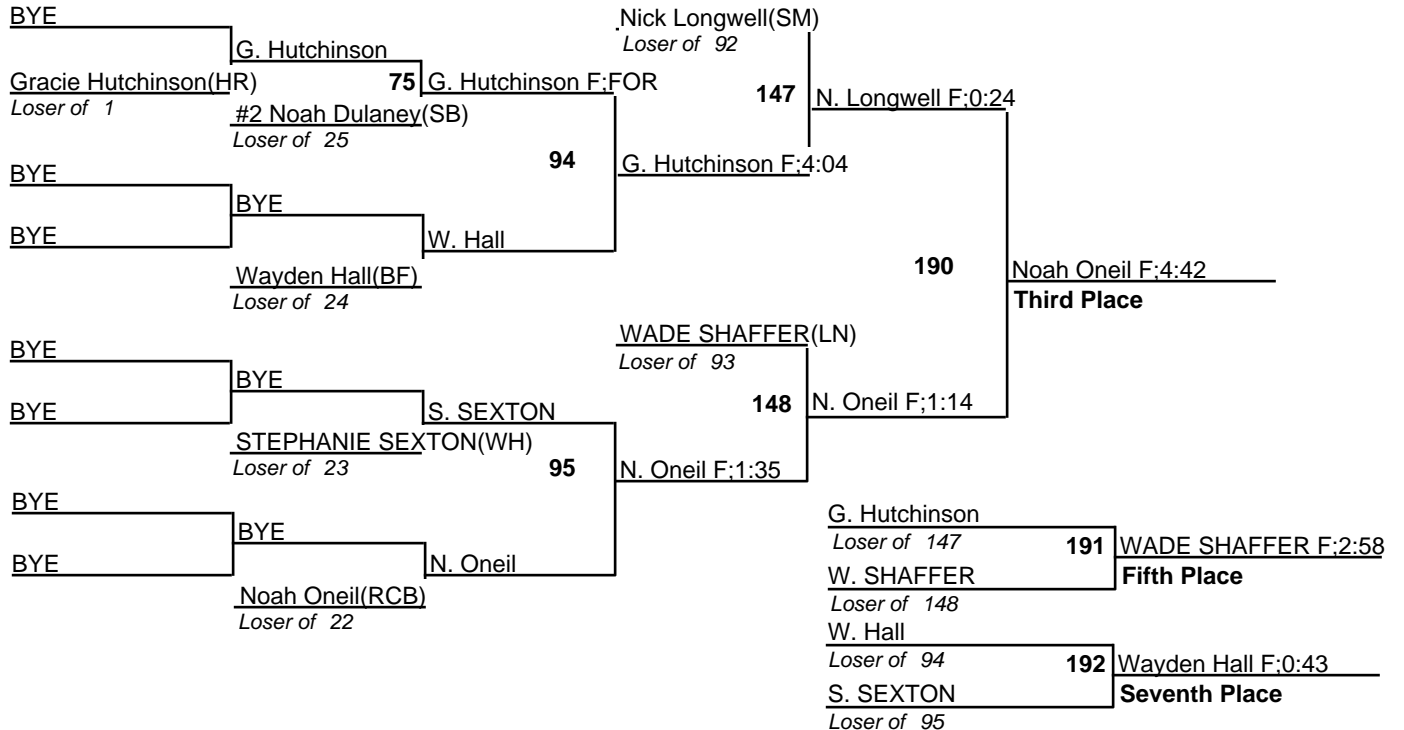 BYE
G. Hutchinson
Gracie Hutchinson(HR)
Loser of 1
75
G. Hutchinson F;FOR
#2 Noah Dulaney(SB)
Loser of 25
94
BYE
BYE
BYE
W. Hall
Wayden Hall(BF)
Loser of 24
Nick Longwell(SM)
Loser of 92
147
N. Longwell F;0:24
G. Hutchinson F;4:04
190
Noah Oneil F;4:42
Third Place
BYE
BYE
BYE
S. SEXTON
STEPHANIE SEXTON(WH)
Loser of 23
95
WADE SHAFFER(LN)
Loser of 93
148
N. Oneil F;1:14
N. Oneil F;1:35
BYE
BYE
BYE
N. Oneil
Noah Oneil(RCB)
Loser of 22
G. Hutchinson
Loser of 147
191
WADE SHAFFER F;2:58
Fifth Place
W. SHAFFER
Loser of 148
W. Hall
Loser of 94
192
Wayden Hall F;0:43
Seventh Place
S. SEXTON
Loser of 95